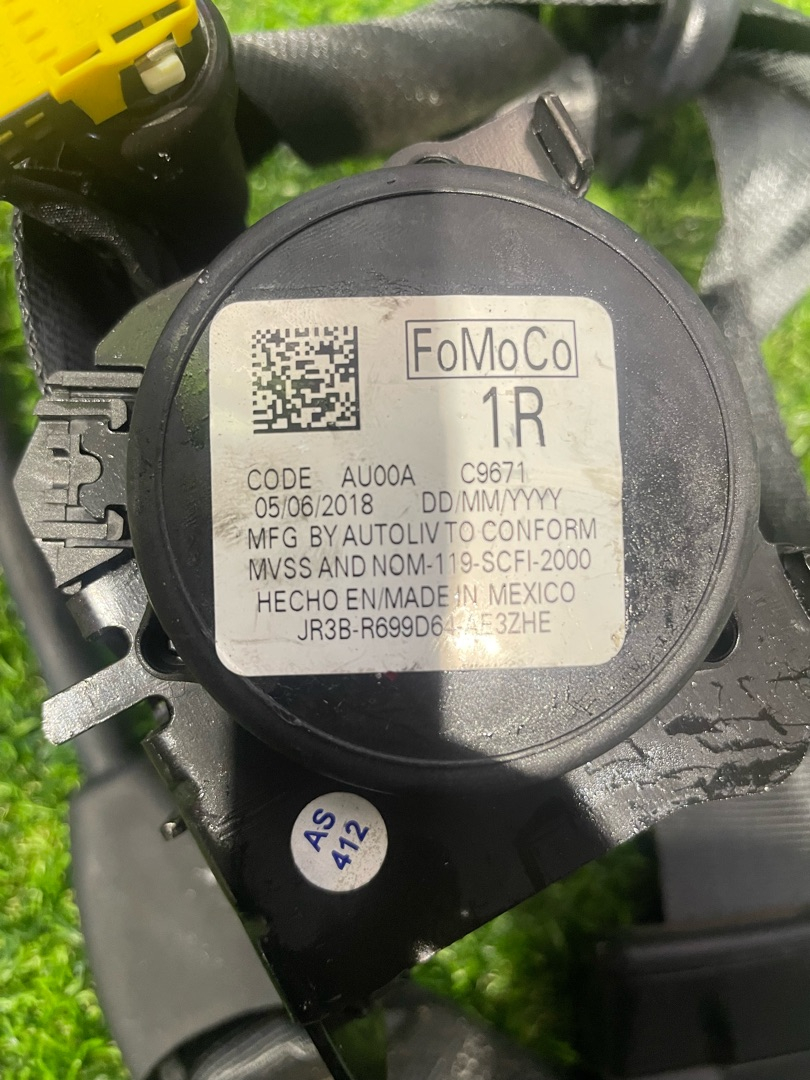 FoMoCo
1R
CODE AU00A C9671
05/06/2018 DD/MM/YYYY
MFG BY AUTOLIV TO CONFORM
MVSS AND NOM-119-SCFI-2000
HECHO EN/MADE IN MEXICO
JR3B-R699D64-AE3ZHE
AS
412